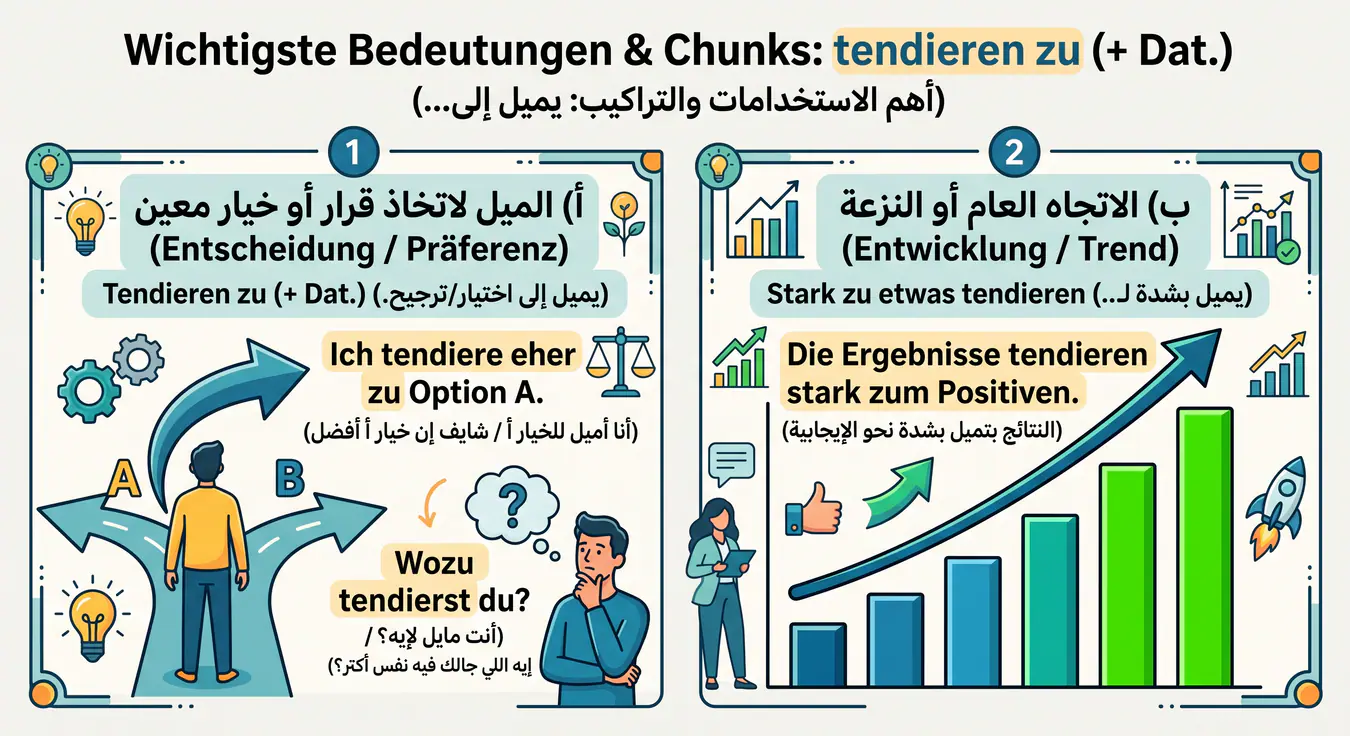 Wichtigste Bedeutungen & Chunks: tendieren zu (+ Dat.)
(أهم الاستخدامات والتراكيب: يميل إلى...)
1
أ) الميل لاتخاذ قرار أو خيار معين
(Entscheidung / Präferenz)
Tendieren zu (+ Dat.) (يميل إلى اختيار/ترجيح.)
Ich tendiere eher
zu Option A.
(أنا أميل للخيار أ / شايف إن خيار أ أفضل)
A
B
?
Wozu
tendierst du?
(أنت مايل لإيه؟ /
إيه اللي جالك فيه نفس أكتر؟)
2
ب) الاتجاه العام أو النزعة
(Entwicklung / Trend)
Stark zu etwas tendieren (يميل بشدة لـ...)
Die Ergebnisse tendieren
stark zum Positiven.
(النتائج بتميل بشدة نحو الإيجابية)